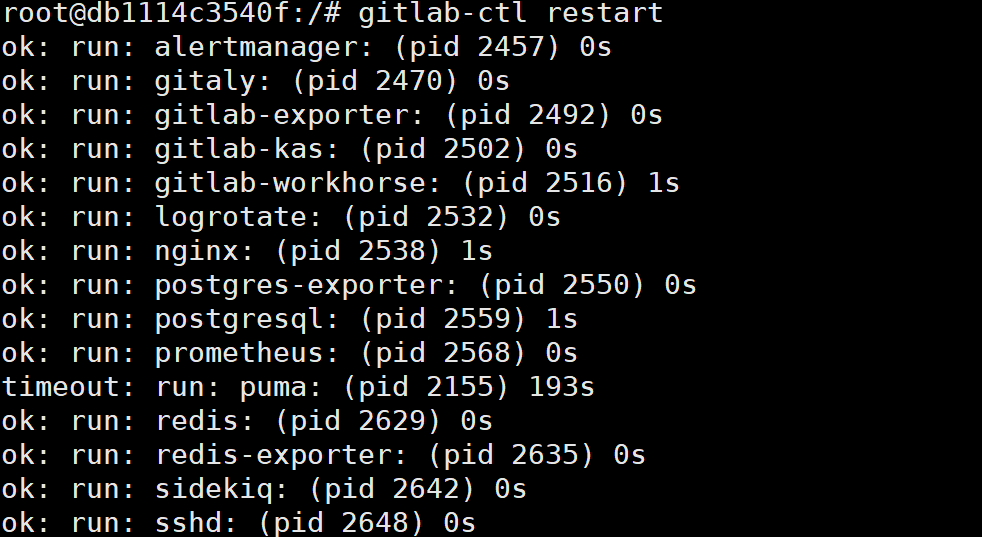 root@db1114c3540f:/# gitlab-ctl restart
ok: run: alertmanager: (pid 2457) 0s
ok: run: gitaly: (pid 2470) 0s
ok: run: gitlab-exporter: (pid 2492) 0s
ok: run: gitlab-kas: (pid 2502) 0s
ok: run: gitlab-workhorse: (pid 2516) 1s
ok: run: logrotate: (pid 2532) 0s
ok: run: nginx: (pid 2538) 1s
ok: run: postgres-exporter: (pid 2550) 0s
ok: run: postgresql: (pid 2559) 1s
ok: run: prometheus: (pid 2568) 0s
timeout: run: puma: (pid 2155) 193s
ok: run: redis: (pid 2629) 0s
ok: run: redis-exporter: (pid 2635) 0s
ok: run: sidekiq: (pid 2642) 0s
ok: run: sshd: (pid 2648) 0s